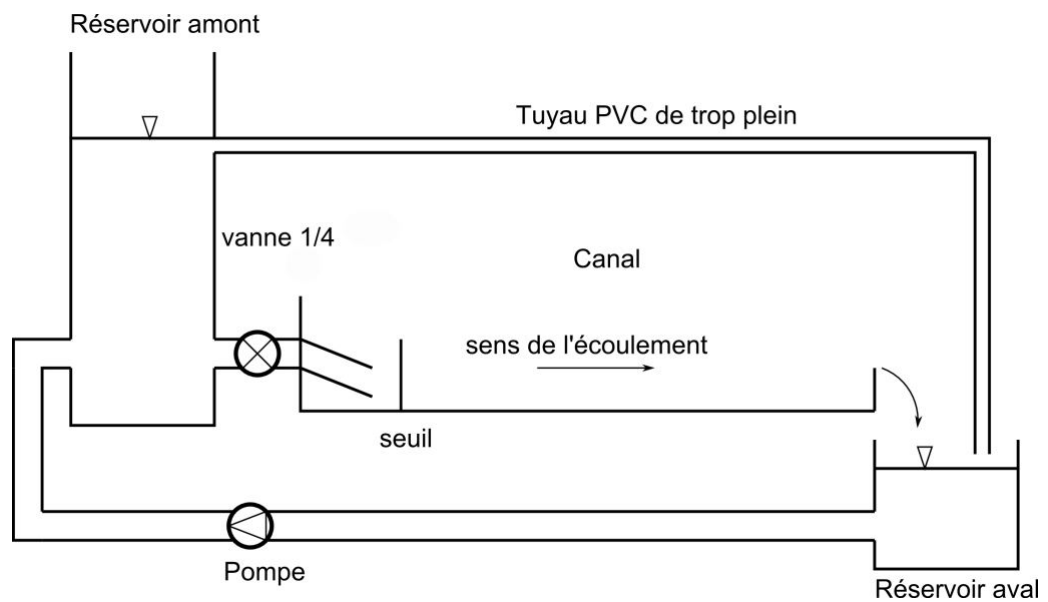 Réservoir amont
Tuyau PVC de trop plein
vanne 1/4
Canal
sens de l'écoulement
seuil
Pompe
Réservoir aval